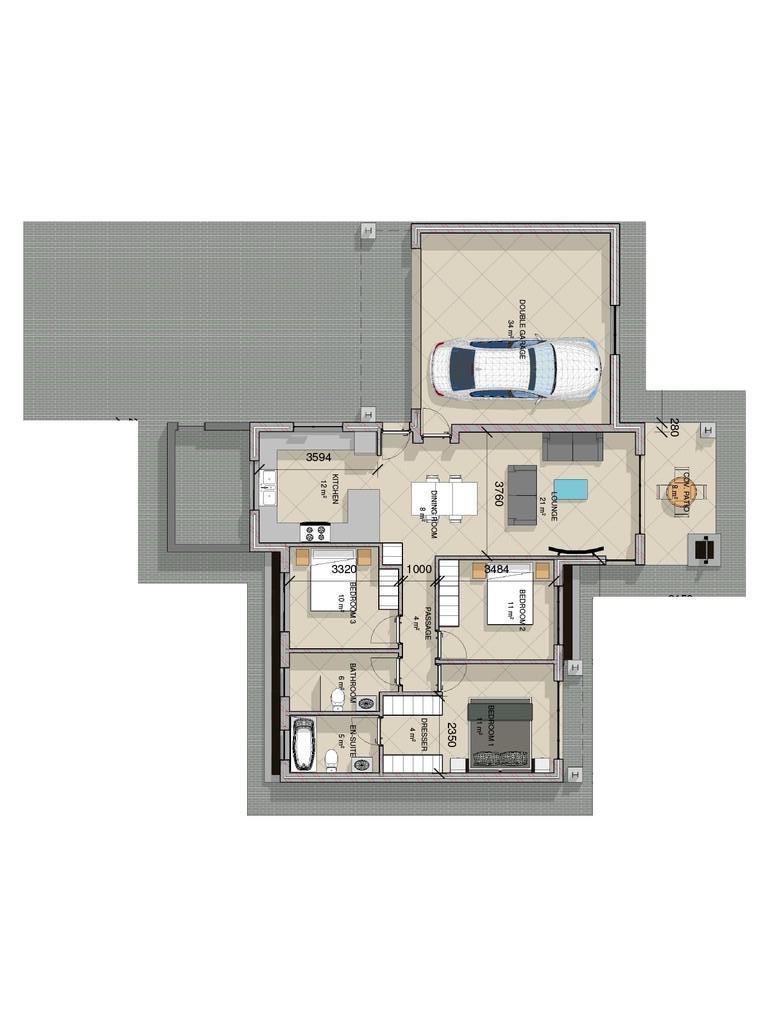 DOUBLE GARAGE
34 m²
280
3594
KITCHEN
12 m²
DINING ROOM
8 m²
3760
LOUNGE
21 m²
COV. PATIO
8 m²
3320
1000
3484
BEDROOM 3
10 m²
PASSAGE
4 m²
BEDROOM 2
11 m²
BATHROOM
6 m²
EN-SUITE
5 m²
DRESSER
4 m²
2350
BEDROOM 1
11 m²